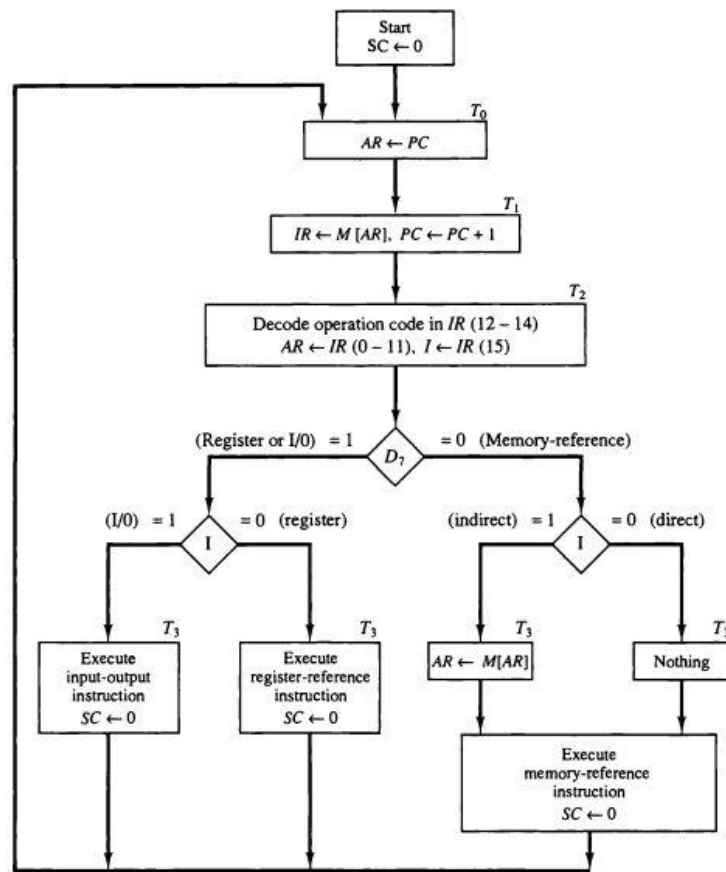 Start
SC ← 0
T₀
AR ← PC
T₁
IR ← M [AR], PC ← PC + 1
T₂
Decode operation code in IR (12 – 14)
AR ← IR (0 – 11), I ← IR (15)
(Register or I/0) = 1
= 0 (Memory-reference)
D₇
(I/0) = 1
= 0 (register)
I
(indirect) = 1
= 0 (direct)
I
T₃
Execute
input-output
instruction
SC ← 0
T₃
Execute
register-reference
instruction
SC ← 0
T₃
AR ← M[AR]
Nothing
Execute
memory-reference
instruction
SC ← 0